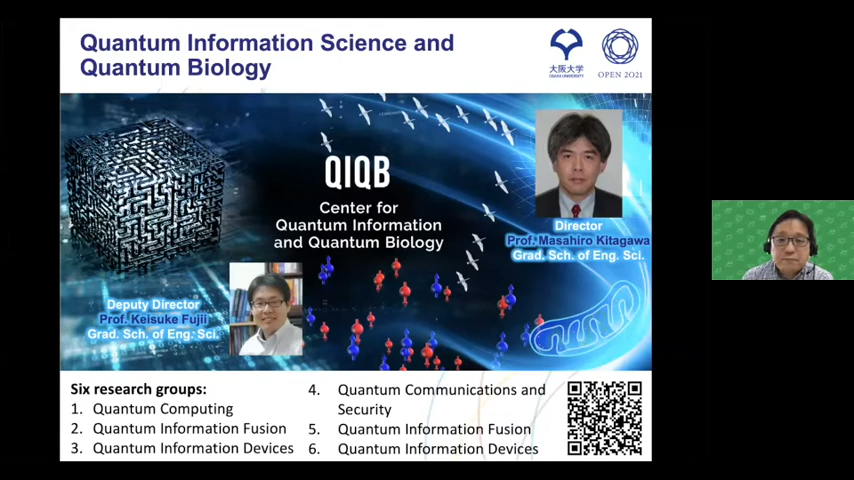 Quantum Information Science and
Quantum Biology
大阪大学
OSAKA UNIVERSITY
OPEN 2021
QIQB
Center for
Quantum Information
and Quantum Biology
Director
Prof. Masahiro Kitagawa
Grad. Sch. of Eng. Sci.
Deputy Director
Prof. Keisuke Fujii
Grad. Sch. of Eng. Sci.
Six research groups:
1. Quantum Computing
2. Quantum Information Fusion
3. Quantum Information Devices
4. Quantum Communications and
Security
5. Quantum Information Fusion
6. Quantum Information Devices